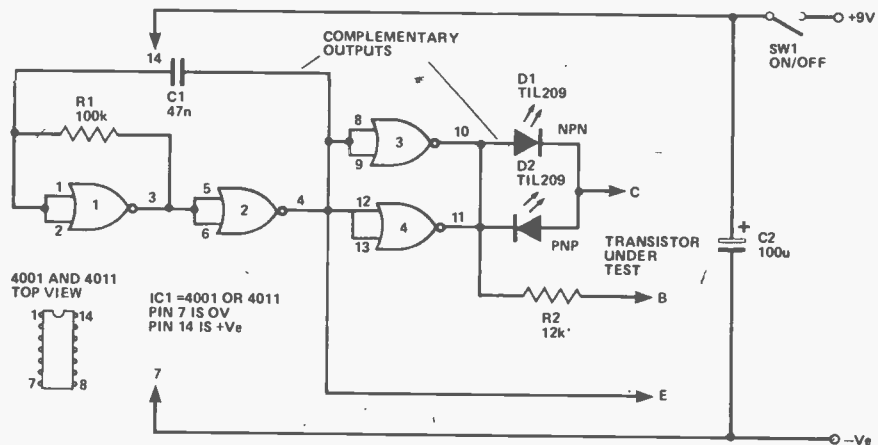 +9V
SW1
ON/OFF
COMPLEMENTARY
OUTPUTS
14
C1
47n
R1
100k
D1
TIL209
NPN
8
9
3
10
D2
TIL209
C
1
2
1
3
5
6
2
4
12
13
4
11
PNP
+
C2
100u
TRANSISTOR
UNDER
TEST
4001 AND 4011
TOP VIEW
1
14
7
8
IC1 =4001 OR 4011
PIN 7 IS OV
PIN 14 IS +Ve
R2
12k
B
7
E
–Ve